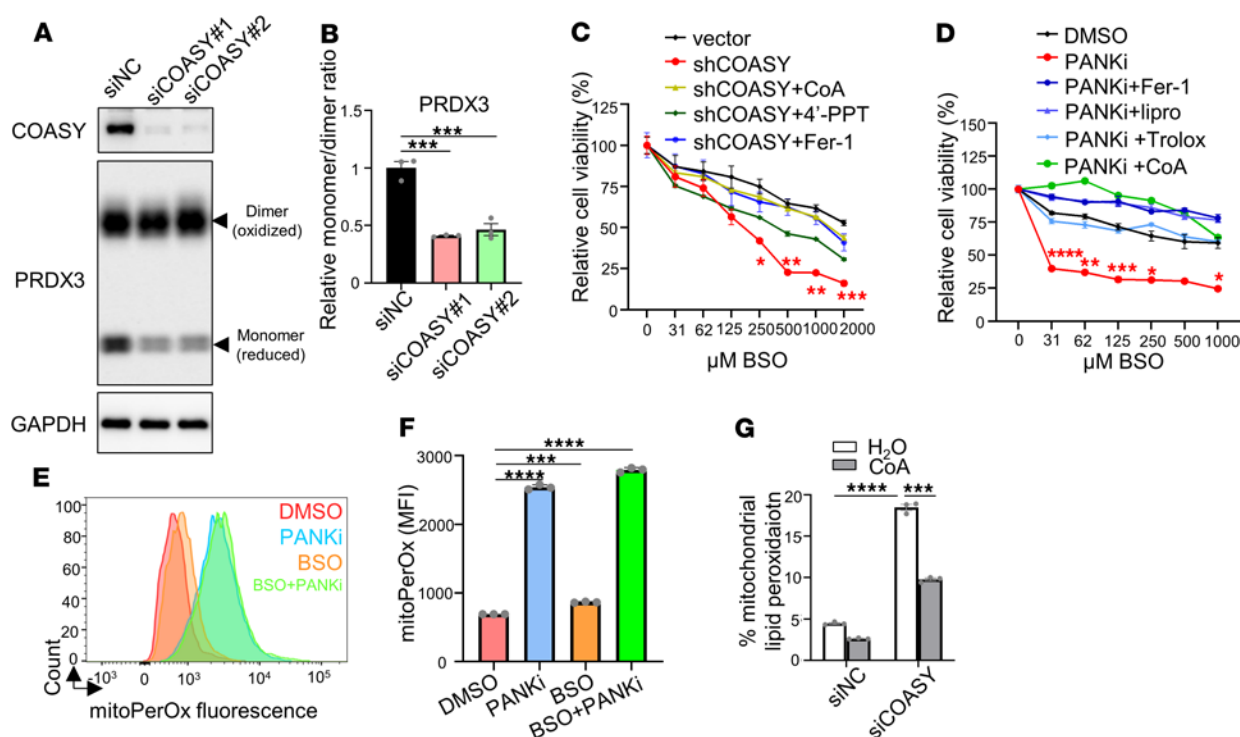 A
siNC
siCOASY#1
siCOASY#2
COASY
PRDX3
Dimer
(oxidized)
Monomer
(reduced)
GAPDH
B
PRDX3
Relative monomer/dimer ratio
1.5
1
0.5
0
***
***
siNC
siCOASY#1
siCOASY#2
C
vector
shCOASY
shCOASY+CoA
shCOASY+4'-PPT
shCOASY+Fer-1
Relative cell viability (%)
125
100
75
50
25
0
*
**
**
***
0
31
62
125
250
500
1000
2000
µM BSO
D
DMSO
PANKi
PANKi+Fer-1
PANKi+lipro
PANKi +Trolox
PANKi +CoA
Relative cell viability (%)
150
125
100
75
50
25
0
****
**
***
*
*
0
31
62
125
250
500
1000
µM BSO
E
DMSO
PANKi
BSO
BSO+PANKi
100
80
60
40
20
0
Count
-10³
0
10³
10⁴
10⁵
mitoPerOx fluorescence
F
****
***
****
mitoPerOx (MFI)
3000
2000
1000
0
DMSO
PANKi
BSO
BSO+PANKi
G
H₂O
CoA
****
***
% mitochondrial
lipid peroxidaiotn
20
15
10
5
0
siNC
siCOASY